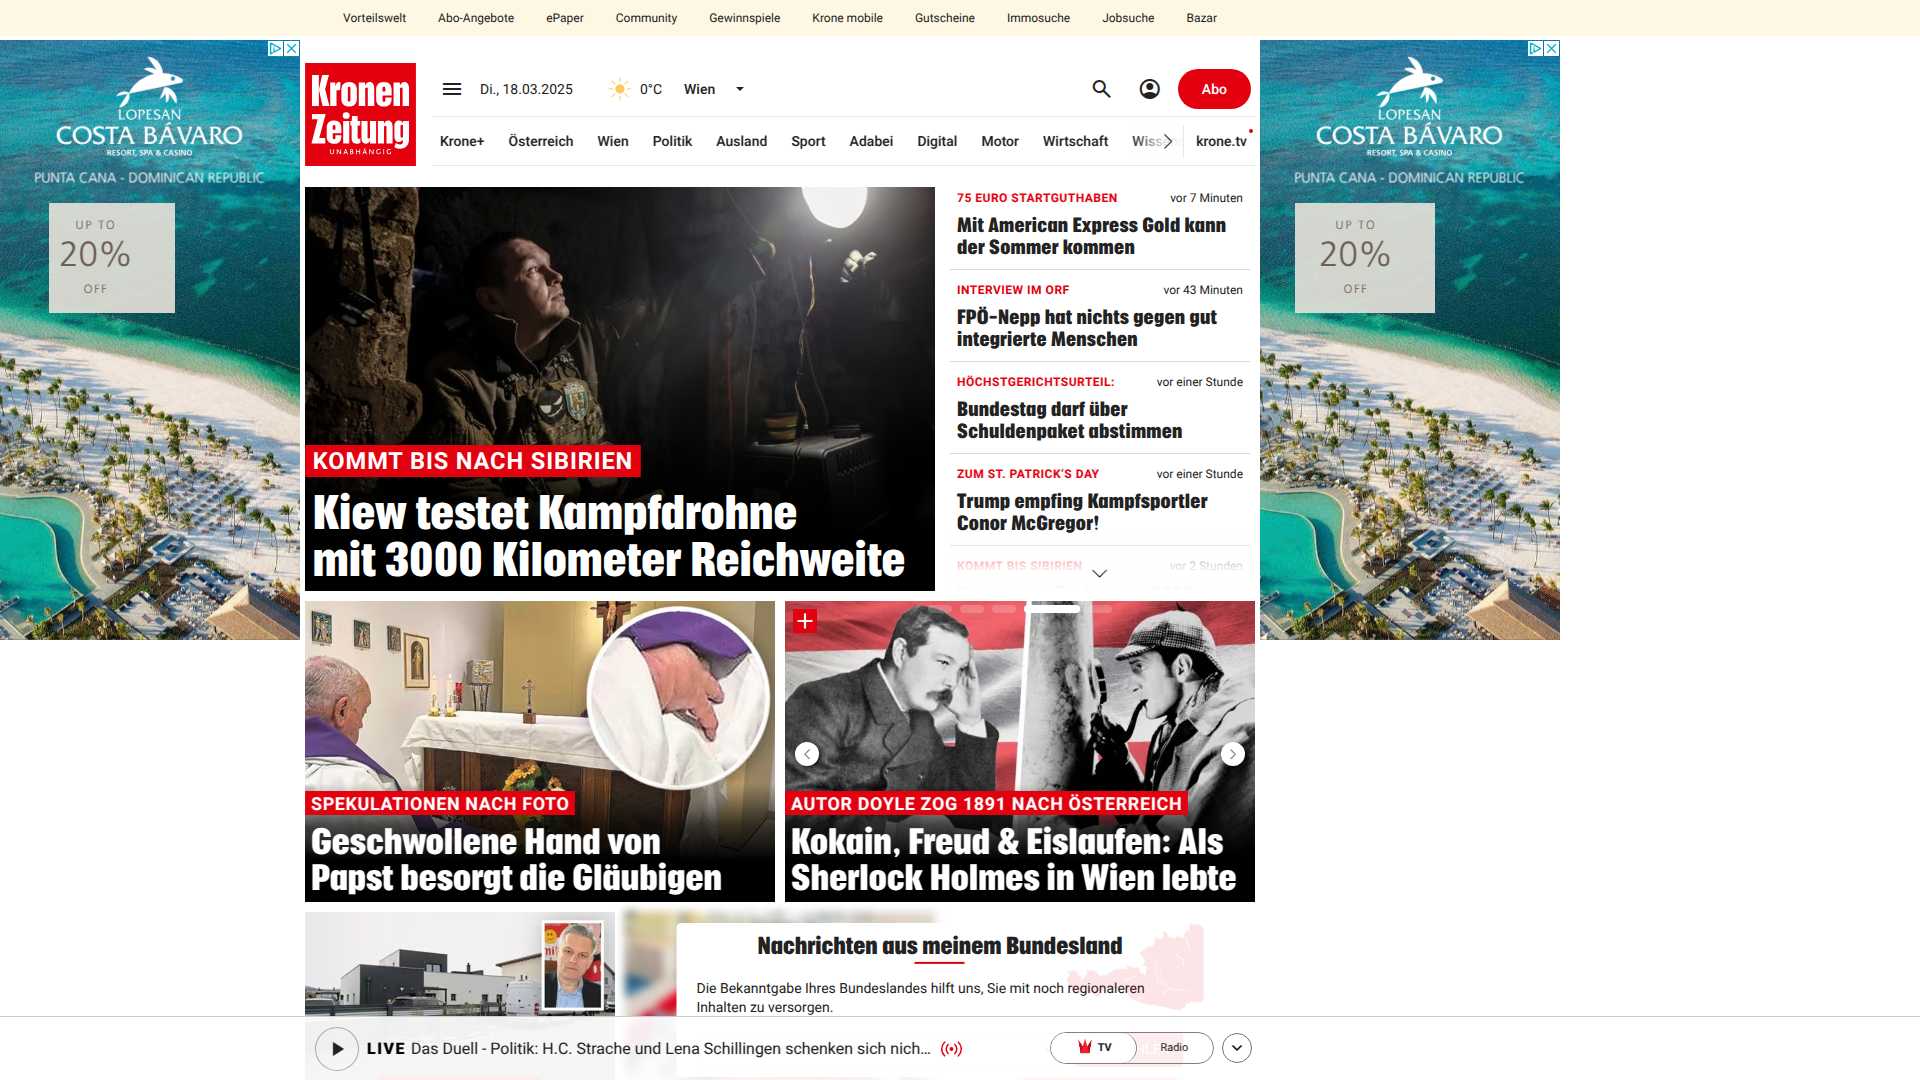 Vorteilswelt Abo-Angebote ePaper Community Gewinnspiele Krone mobile Gutscheine Immosuche Jobsuche Bazar
LOPESAN
COSTA BÁVARO
RESORT, SPA & CASINO
PUNTA CANA - DOMINICAN REPUBLIC
UP TO
20%
OFF
Kronen
Zeitung
UNABHÄNGIG
Di., 18.03.2025 0°C Wien
Abo
Krone+ Österreich Wien Politik Ausland Sport Adabei Digital Motor Wirtschaft krone.tv
KOMMT BIS NACH SIBIRIEN
Kiew testet Kampfdrohne
mit 3000 Kilometer Reichweite
75 EURO STARTGUTHABEN vor 7 Minuten
Mit American Express Gold kann
der Sommer kommen
INTERVIEW IM ORF vor 43 Minuten
FPÖ-Nepp hat nichts gegen gut
integrierte Menschen
HÖCHSTGERICHTSURTEIL: vor einer Stunde
Bundestag darf über
Schuldenpaket abstimmen
ZUM ST. PATRICK'S DAY vor einer Stunde
Trump empfing Kampfsportler
Conor McGregor!
KOMMT BIS SIBIRIEN vor 2 Stunden
LOPESAN
COSTA BÁVARO
RESORT, SPA & CASINO
PUNTA CANA - DOMINICAN REPUBLIC
UP TO
20%
OFF
SPEKULATIONEN NACH FOTO
Geschwollene Hand von
Papst besorgt die Gläubigen
AUTOR DOYLE ZOG 1891 NACH ÖSTERREICH
Kokain, Freud & Eislaufen: Als
Sherlock Holmes in Wien lebte
Nachrichten aus meinem Bundesland
Die Bekanntgabe Ihres Bundeslandes hilft uns, Sie mit noch regionaleren
Inhalten zu versorgen.
LIVE Das Duell - Politik: H.C. Strache und Lena Schillingen schenken sich nich...
TV Radio